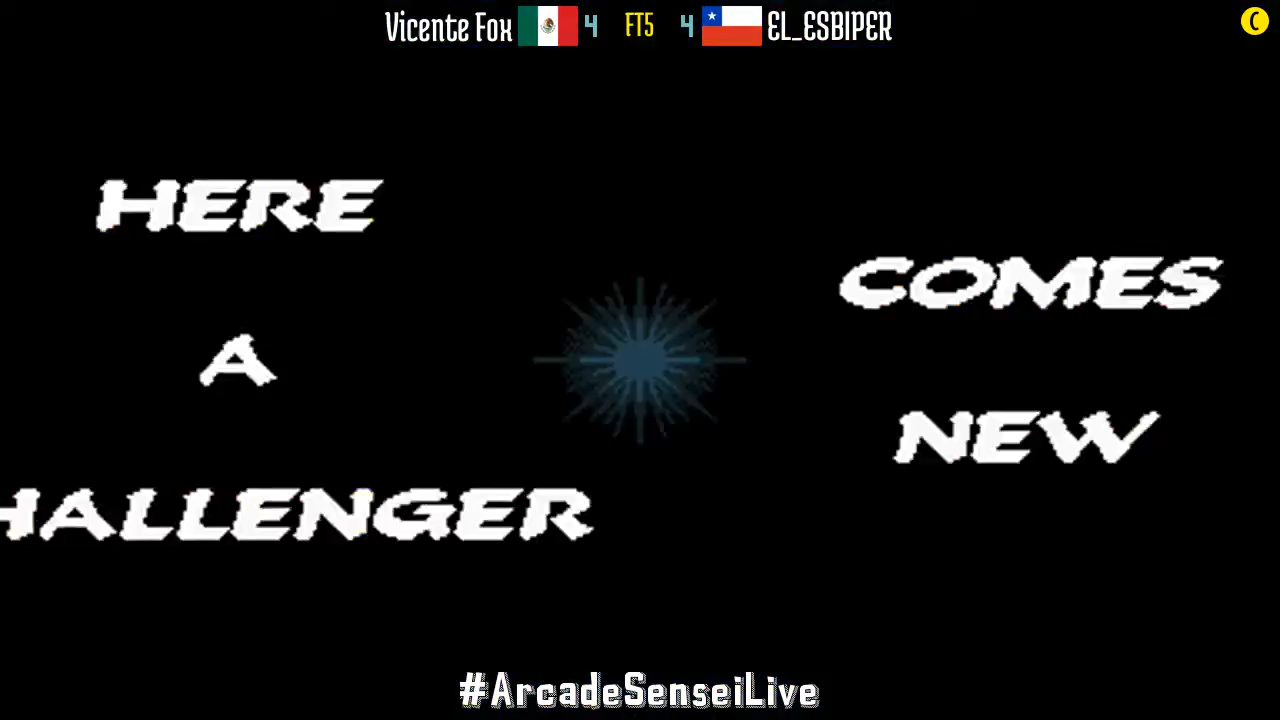 Vicente Fox 4 FT5 4 EL_ESBIPER C
HERE
COMES
A
NEW
HALLENGER
#ArcadeSenseiLive